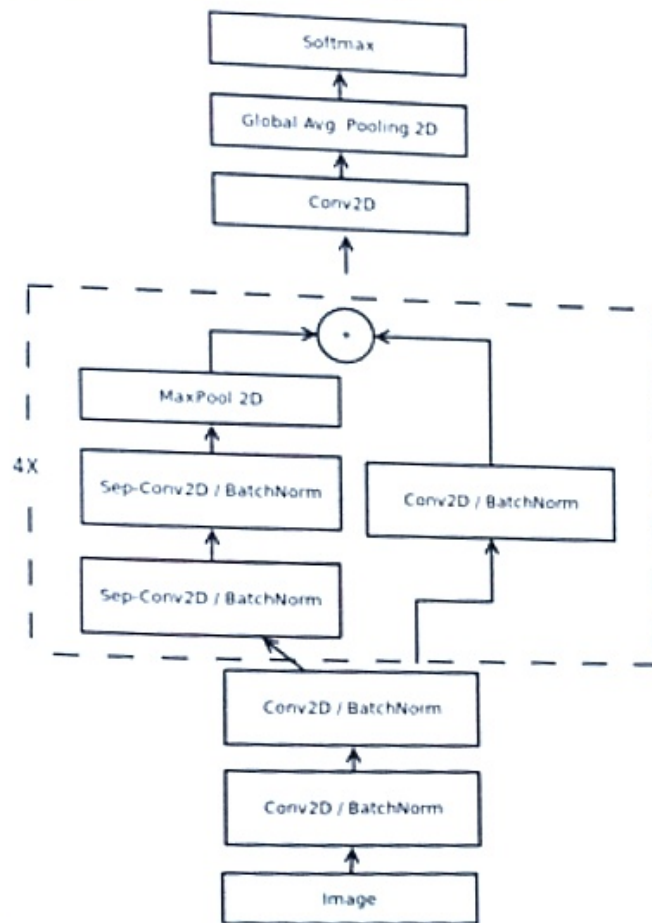 Softmax
Global Avg. Pooling 2D
Conv2D
MaxPool 2D
4X
Sep-Conv2D / BatchNorm
Conv2D / BatchNorm
Sep-Conv2D / BatchNorm
Conv2D / BatchNorm
Conv2D / BatchNorm
Image